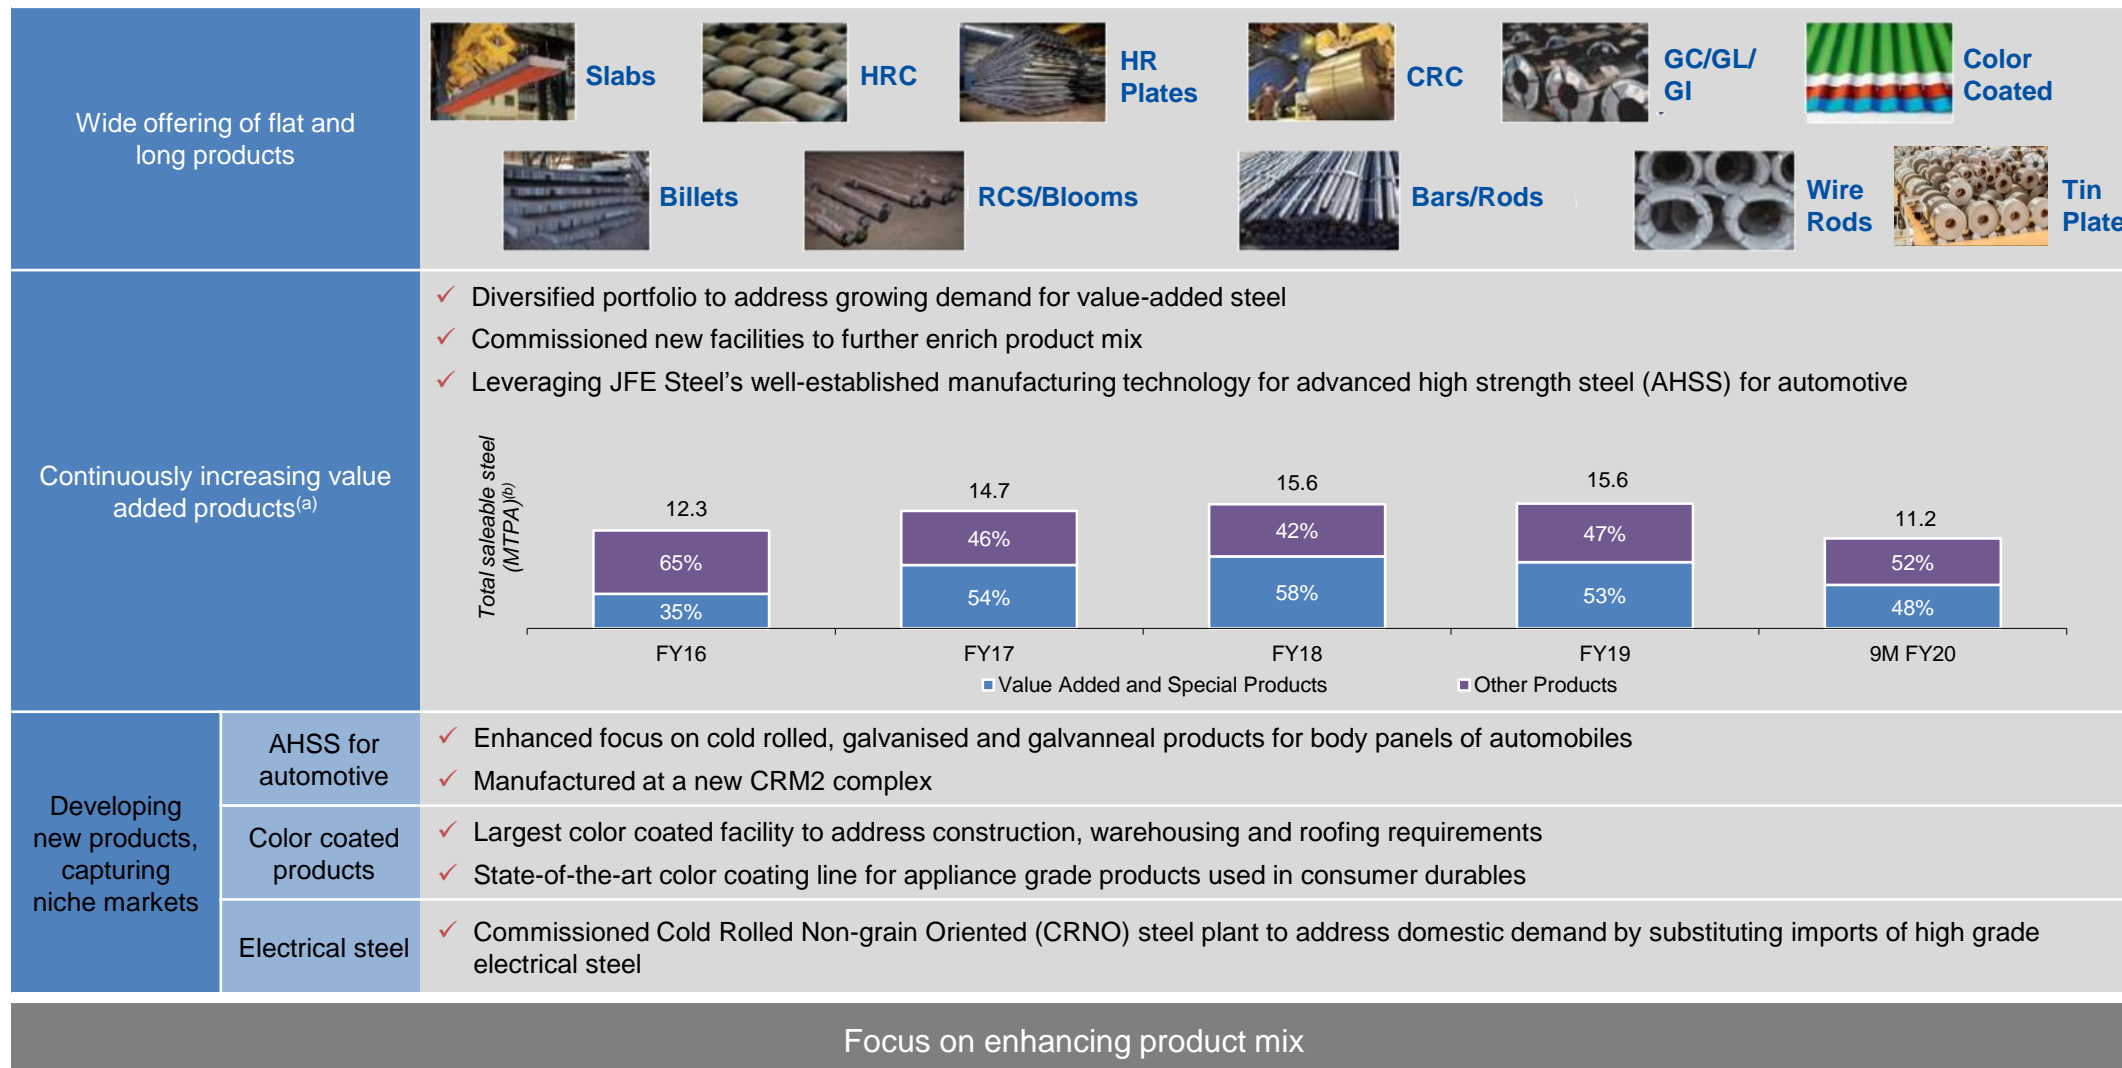 Wide offering of flat and
long products
Slabs
HRC
HR
Plates
CRC
GC/GL/
GI
Color
Coated
Billets
RCS/Blooms
Bars/Rods
Wire
Rods
Tin
Plate
Continuously increasing value
added products(a)
✓ Diversified portfolio to address growing demand for value-added steel
✓ Commissioned new facilities to further enrich product mix
✓ Leveraging JFE Steel’s well-established manufacturing technology for advanced high strength steel (AHSS) for automotive
Total saleable steel
(MTPA)(b)
12.3
14.7
15.6
15.6
11.2
65%
46%
42%
47%
52%
35%
54%
58%
53%
48%
FY16
FY17
FY18
FY19
9M FY20
Value Added and Special Products
Other Products
Developing
new products,
capturing
niche markets
AHSS for
automotive
✓ Enhanced focus on cold rolled, galvanised and galvanneal products for body panels of automobiles
✓ Manufactured at a new CRM2 complex
Color coated
products
✓ Largest color coated facility to address construction, warehousing and roofing requirements
✓ State-of-the-art color coating line for appliance grade products used in consumer durables
Electrical steel
✓ Commissioned Cold Rolled Non-grain Oriented (CRNO) steel plant to address domestic demand by substituting imports of high grade
electrical steel
Focus on enhancing product mix